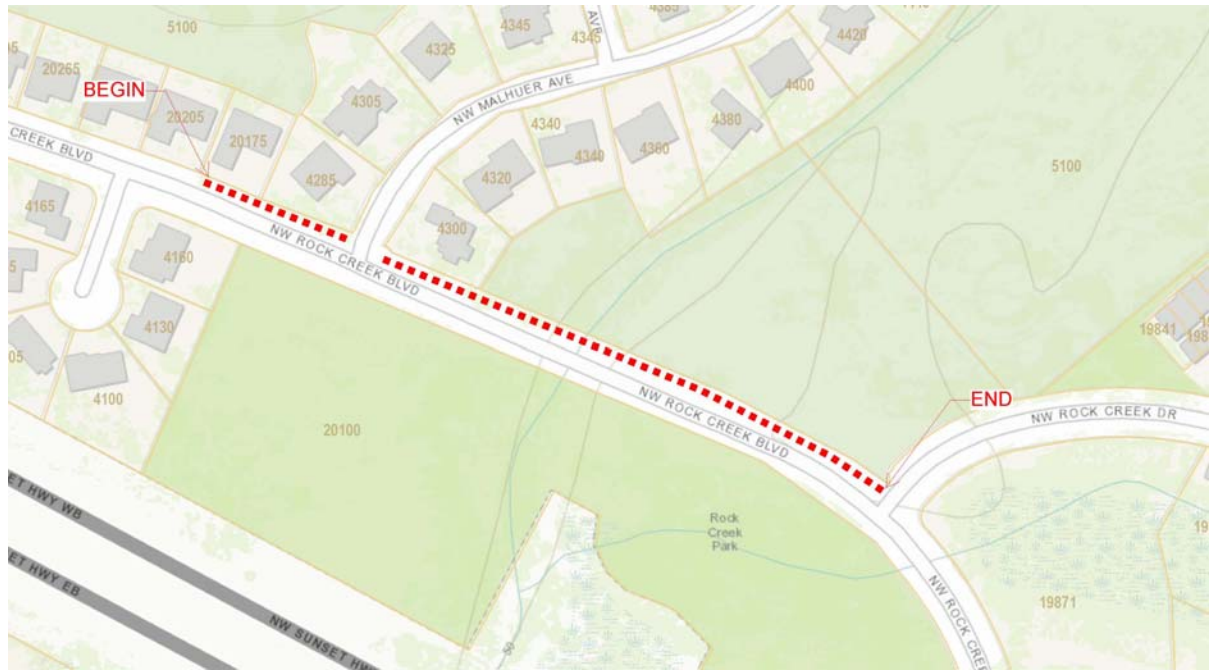 5100
4325
4345
4345
AVE
4385
4420
20265
BEGIN
20205
20175
4305
NW MALHUER AVE
4400
4380
4340
4340
4360
5100
CREEK BLVD
4285
4320
4165
4300
NW ROCK CREEK BLVD
4160
4130
19841
4100
20100
NW ROCK CREEK BLVD
END
NW ROCK CREEK DR
Rock
Creek
Park
ET HWY WB
ET HWY EB
NW SUNSET HW
NW ROCK CREE
19871
50